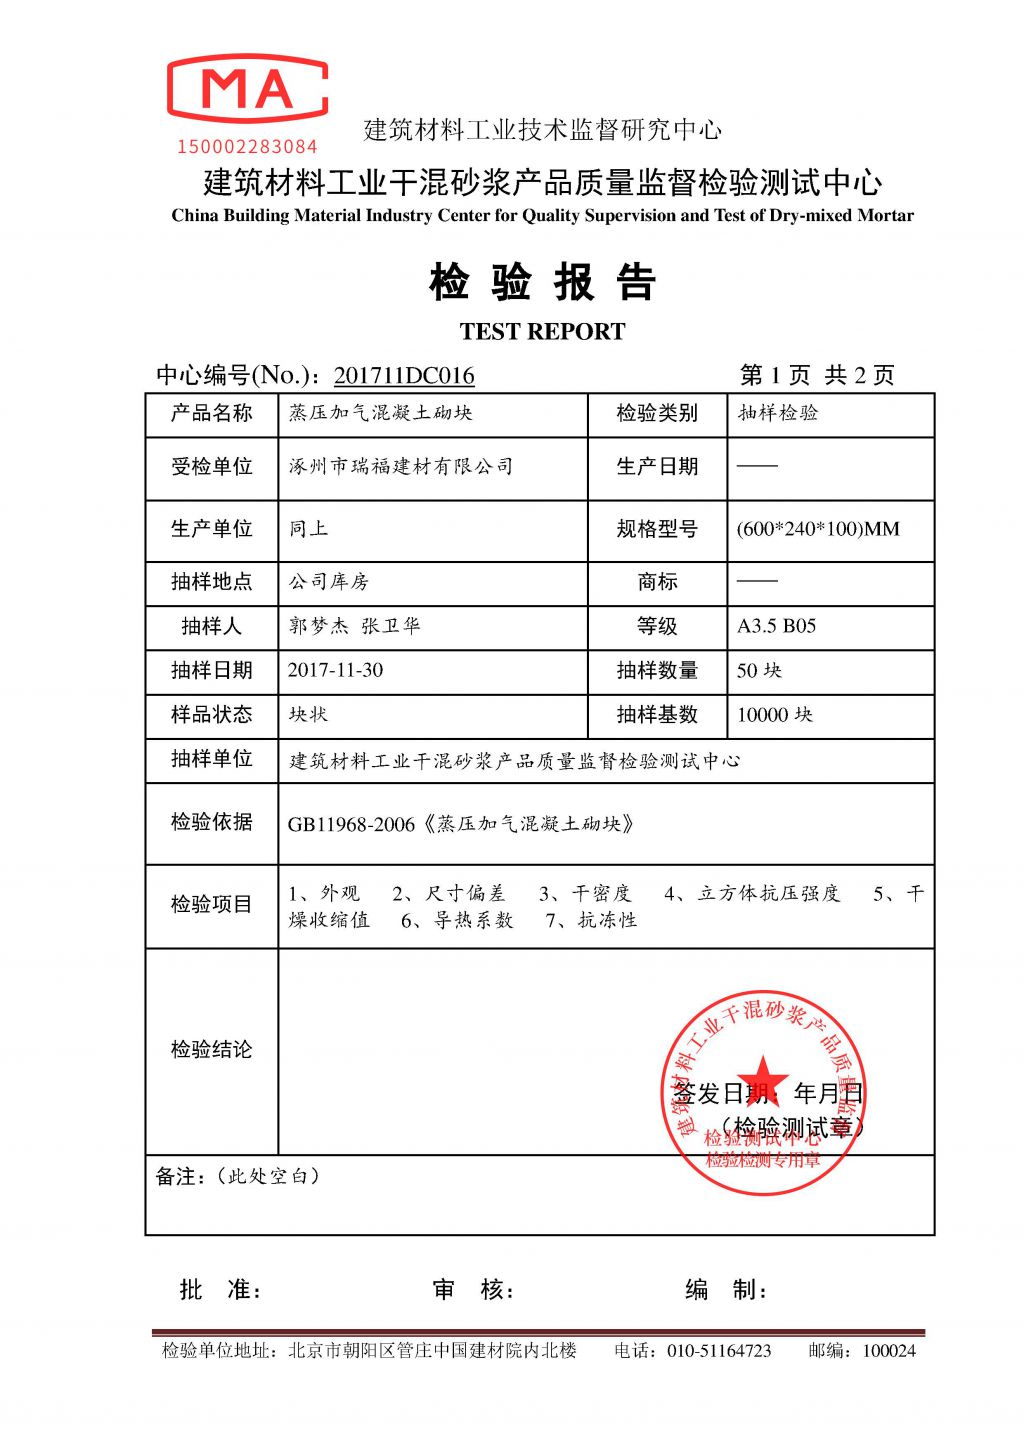 MA
150002283084
建筑材料工业技术监督研究中心
建筑材料工业干混砂浆产品质量监督检验测试中心
China Building Material Industry Center for Quality Supervision and Test of Dry-mixed Mortar
检 验 报 告
TEST REPORT
中心编号(No.)：201711DC016 第 1 页 共 2 页
产品名称 蒸压加气混凝土砌块 检验类别 抽样检验
受检单位 涿州市瑞福建材有限公司 生产日期 ——
生产单位 同上 规格型号 (600*240*100)MM
抽样地点 公司库房 商标 ——
抽样人 郭梦杰 张卫华 等级 A3.5 B05
抽样日期 2017-11-30 抽样数量 50 块
样品状态 块状 抽样基数 10000 块
抽样单位 建筑材料工业干混砂浆产品质量监督检验测试中心
检验依据 GB11968-2006《蒸压加气混凝土砌块》
检验项目 1、外观 2、尺寸偏差 3、干密度 4、立方体抗压强度 5、干
燥收缩值 6、导热系数 7、抗冻性
检验结论
签发日期：年月日
（检验测试章）
建筑材料工业干混砂浆产品质量监督
检验测试中心
检验检测专用章
备注：（此处空白）
批 准： 审 核： 编 制：
检验单位地址：北京市朝阳区管庄中国建材院内北楼 电话：010-51164723 邮编：100024